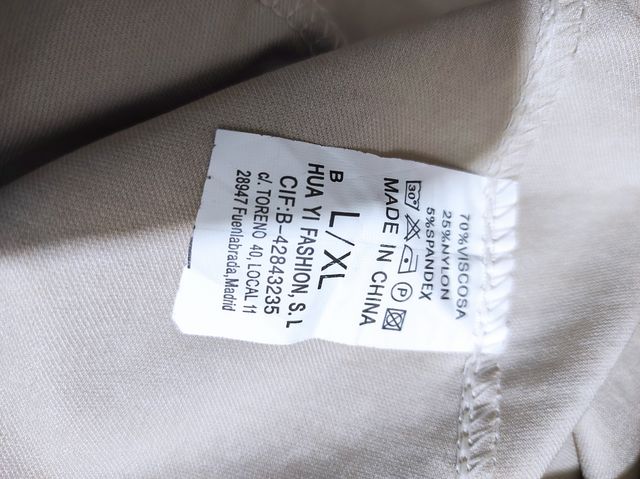 70%VISCOSA
25%NYLON
5%SPANDEX
30°
P
MADE IN CHINA
L/XL
B
HUA YI FASHION, S. L
CIF:B-42843235
c/. TORENO 40, LOCAL 11
28947 Fuenlabrada, Madrid